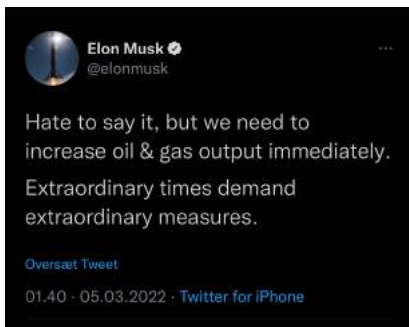 Elon Musk
@elonmusk
Hate to say it, but we need to
increase oil & gas output immediately.
Extraordinary times demand
extraordinary measures.
Oversæt Tweet
01.40 · 05.03.2022 · Twitter for iPhone